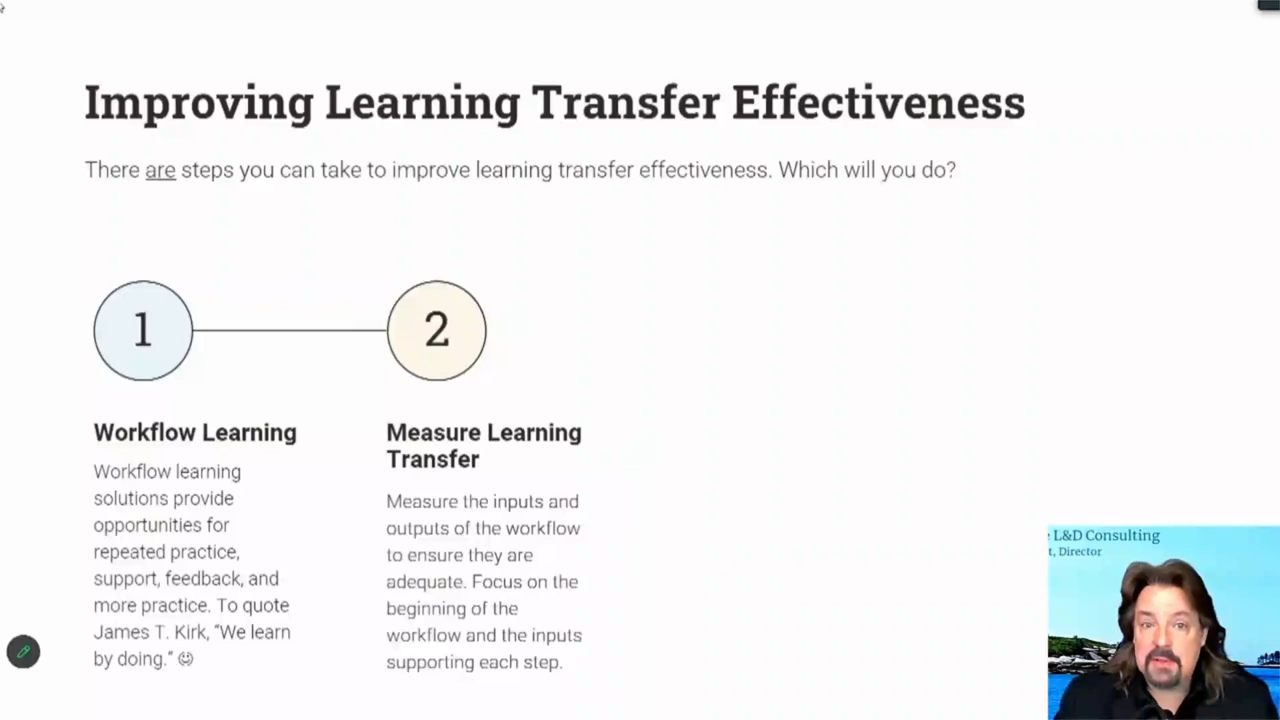 Improving Learning Transfer Effectiveness
There are steps you can take to improve learning transfer effectiveness. Which will you do?
1
2
Workflow Learning
Workflow learning
solutions provide
opportunities for
repeated practice,
support, feedback, and
more practice. To quote
James T. Kirk, “We learn
by doing.” 😉
Measure Learning
Transfer
Measure the inputs and
outputs of the workflow
to ensure they are
adequate. Focus on the
beginning of the
workflow and the inputs
supporting each step.
L&D Consulting
t, Director